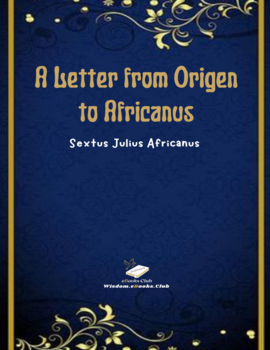 A Letter from Origen
to Africanus
Sextus Julius Africanus
eBooks Club
Wisdom.eBooks.Club